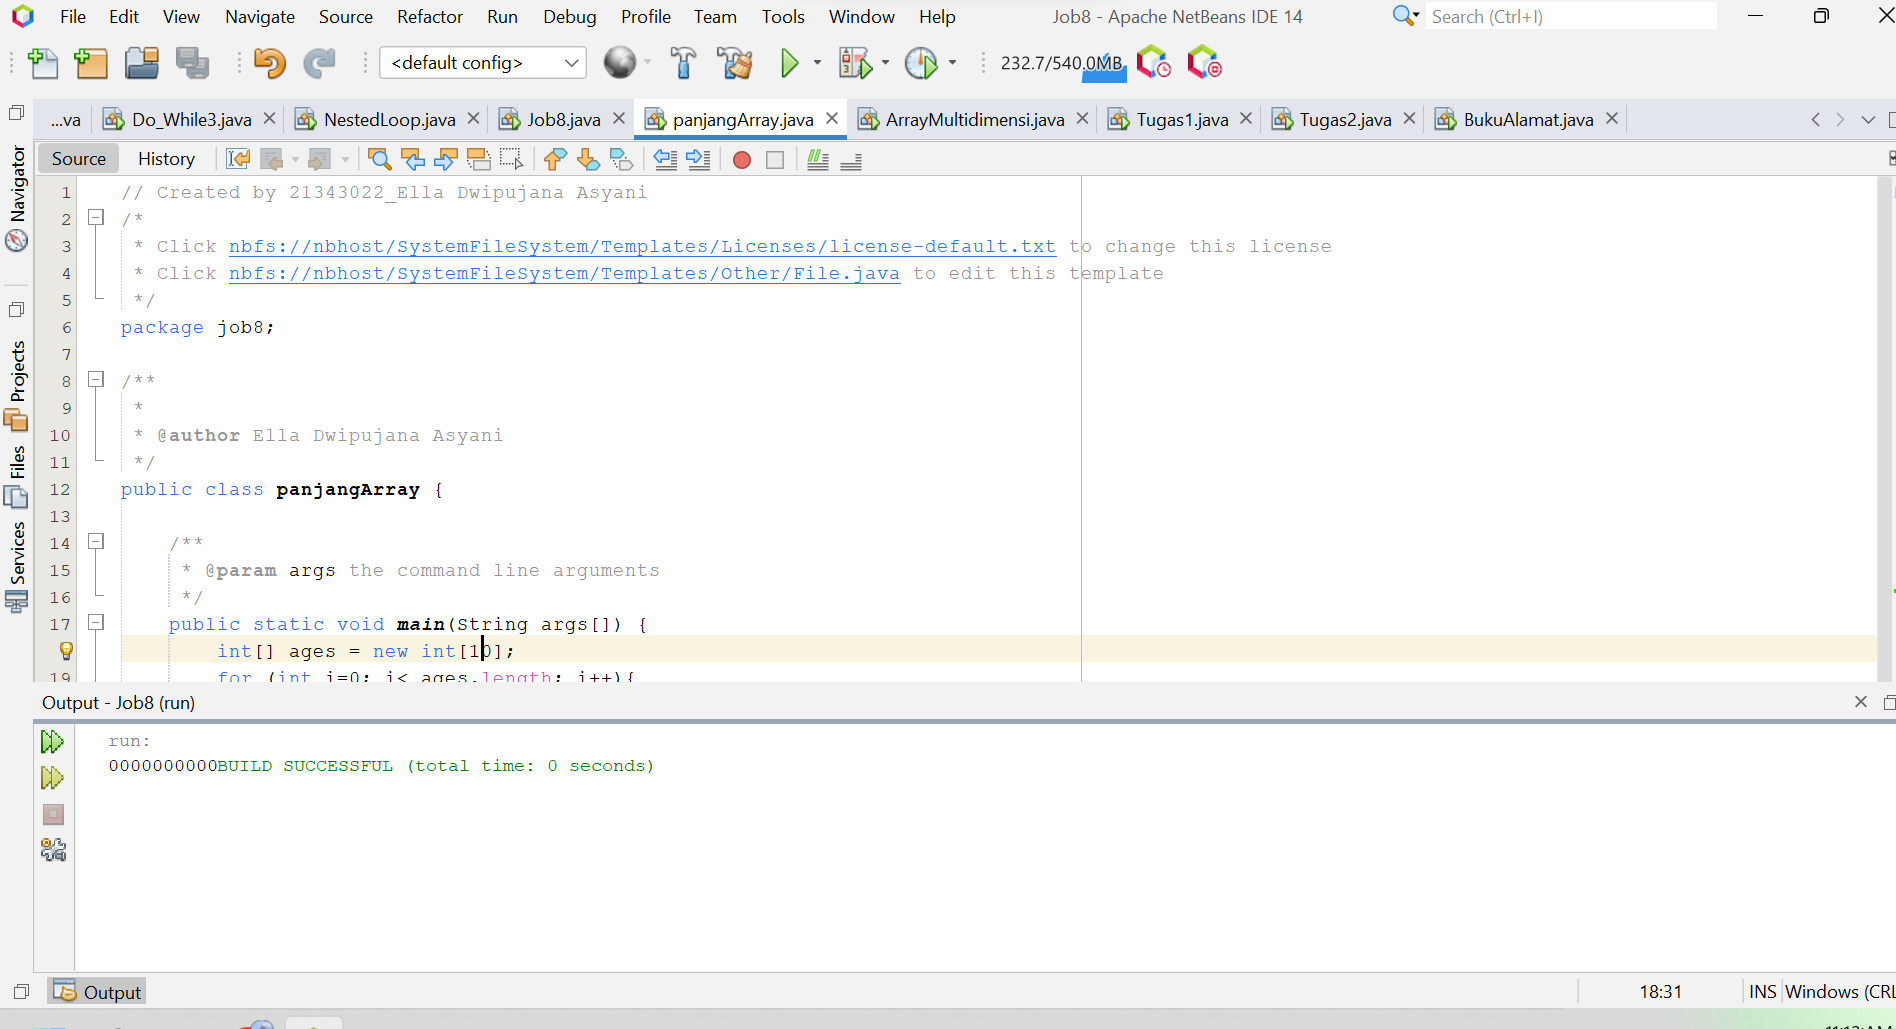 File Edit View Navigate Source Refactor Run Debug Profile Team Tools Window Help Job8 - Apache NetBeans IDE 14 Search (Ctrl+I)
<default config> 232.7/540.0MB
...va Do_While3.java NestedLoop.java Job8.java panjangArray.java ArrayMultidimensi.java Tugas1.java Tugas2.java BukuAlamat.java
Source History
Navigator
Projects
Files
Services
1 // Created by 21343022_Ella Dwipujana Asyani
2 /*
3 * Click nbfs://nbhost/SystemFileSystem/Templates/Licenses/license-default.txt to change this license
4 * Click nbfs://nbhost/SystemFileSystem/Templates/Other/File.java to edit this template
5 */
6 package job8;
7
8 /**
9 *
10 * @author Ella Dwipujana Asyani
11 */
12 public class panjangArray {
13
14 /**
15 * @param args the command line arguments
16 */
17 public static void main(String args[]) {
int[] ages = new int[10];
19 for (int i=0; i< ages.length; i++){
Output - Job8 (run)
run:
0000000000BUILD SUCCESSFUL (total time: 0 seconds)
Output
18:31 INS Windows (CRL